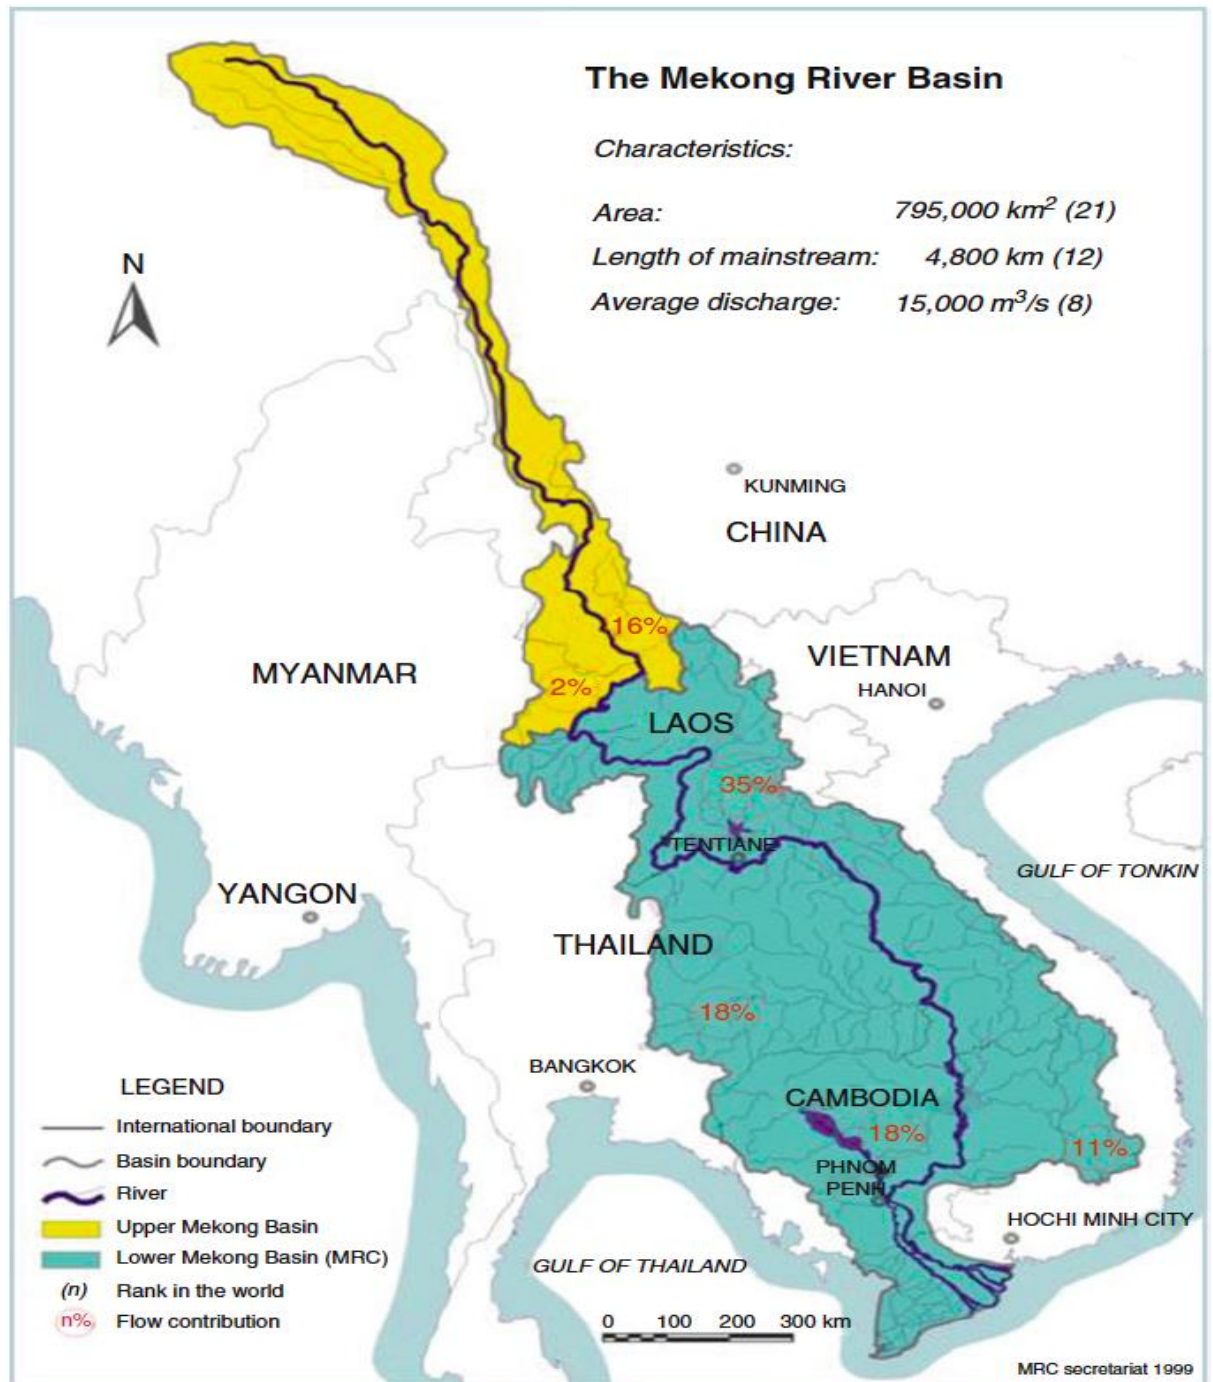 The Mekong River Basin
Characteristics:
Area: 795,000 km² (21)
Length of mainstream: 4,800 km (12)
Average discharge: 15,000 m³/s (8)
N
KUNMING
CHINA
16%
MYANMAR
VIETNAM
HANOI
2%
LAOS
35%
TENTIANE
GULF OF TONKIN
YANGON
THAILAND
18%
BANGKOK
CAMBODIA
18%
11%
PHNOM
PENH
HOCHI MINH CITY
GULF OF THAILAND
LEGEND
International boundary
Basin boundary
River
Upper Mekong Basin
Lower Mekong Basin (MRC)
(n) Rank in the world
n% Flow contribution
0 100 200 300 km
MRC secretariat 1999